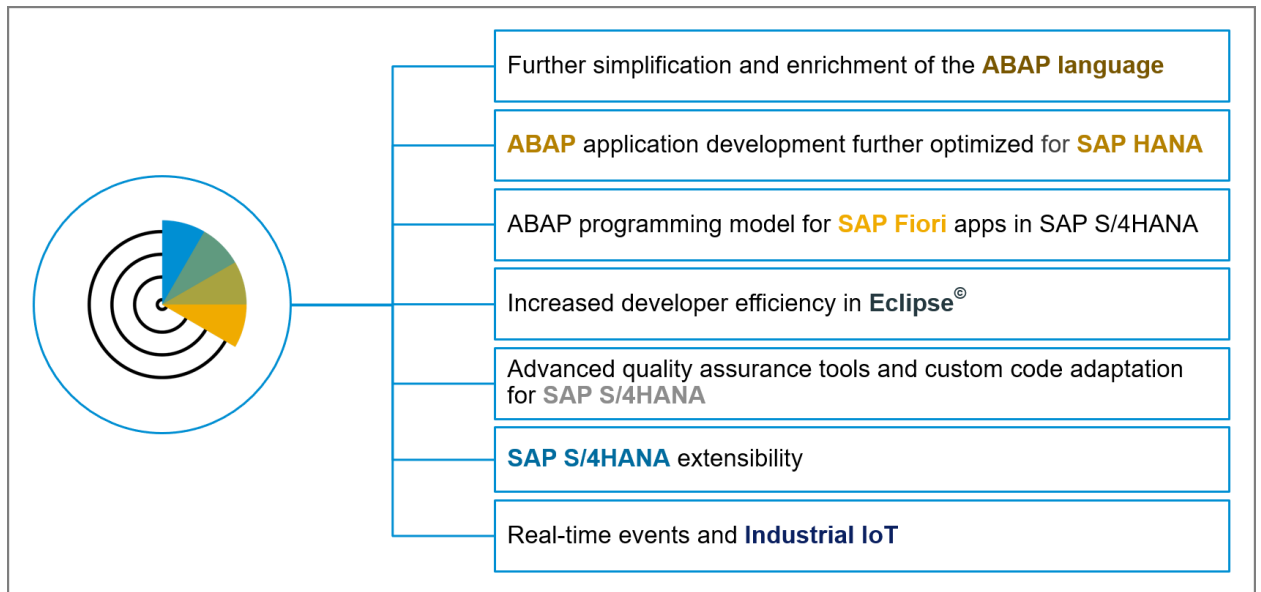 Further simplification and enrichment of the ABAP language
ABAP application development further optimized for SAP HANA
ABAP programming model for SAP Fiori apps in SAP S/4HANA
Increased developer efficiency in Eclipse©
Advanced quality assurance tools and custom code adaptation
for SAP S/4HANA
SAP S/4HANA extensibility
Real-time events and Industrial IoT